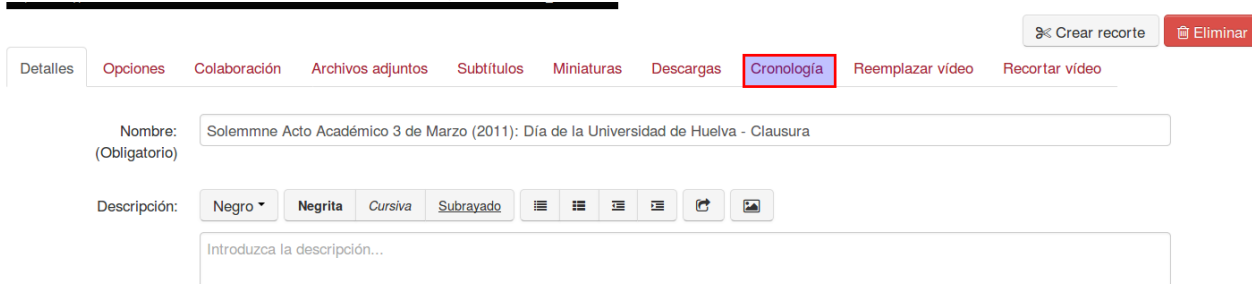 Crear recorte Eliminar
Detalles Opciones Colaboración Archivos adjuntos Subtítulos Miniaturas Descargas Cronología Reemplazar vídeo Recortar vídeo
Nombre: Solemmne Acto Académico 3 de Marzo (2011): Día de la Universidad de Huelva - Clausura
(Obligatorio)
Descripción: Negro Negrita Cursiva Subrayado
Introduzca la descripción...